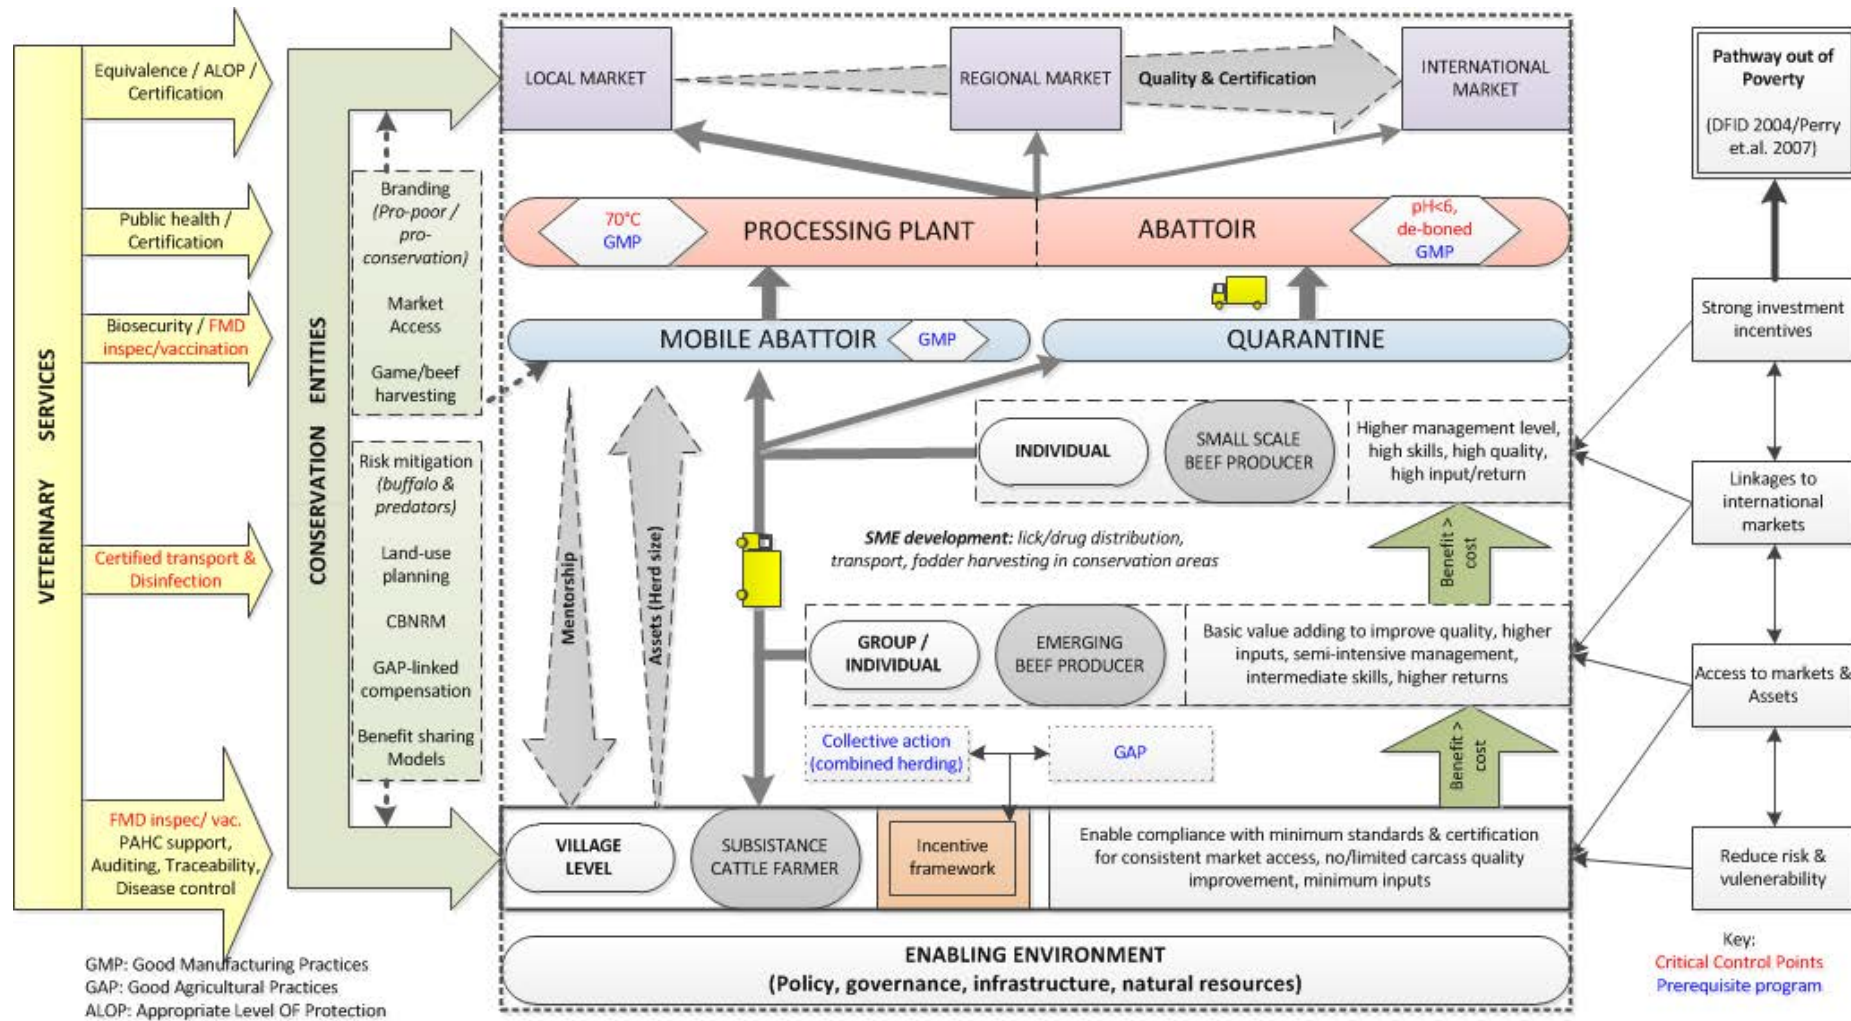 VETERINARY SERVICES
Equivalence / ALOP /
Certification
Public health /
Certification
Biosecurity / FMD
inspec/vaccination
Certified transport &
Disinfection
FMD inspec/ vac.
PAHC support,
Auditing, Traceability,
Disease control
GMP: Good Manufacturing Practices
GAP: Good Agricultural Practices
ALOP: Appropriate Level OF Protection
CONSERVATION ENTITIES
Branding
(Pro-poor /
pro-
conservation)
Market
Access
Game/beef
harvesting
Risk mitigation
(buffalo &
predators)
Land-use
planning
CBNRM
GAP-linked
compensation
Benefit sharing
Models
LOCAL MARKET
REGIONAL MARKET
Quality & Certification
INTERNATIONAL
MARKET
70°C
GMP
PROCESSING PLANT
ABATTOIR
pH<6,
de-boned
GMP
MOBILE ABATTOIR
GMP
QUARANTINE
Mentorship
Assets (Herd size)
INDIVIDUAL
SMALL SCALE
BEEF PRODUCER
Higher management level,
high skills, high quality,
high input/return
SME development: lick/drug distribution,
transport, fodder harvesting in conservation areas
Benefit >
cost
GROUP /
INDIVIDUAL
EMERGING
BEEF PRODUCER
Basic value adding to improve quality, higher
inputs, semi-intensive management,
intermediate skills, higher returns
Collective action
(combined herding)
GAP
Benefit >
cost
VILLAGE
LEVEL
SUBSISTANCE
CATTLE FARMER
Incentive
framework
Enable compliance with minimum standards & certification
for consistent market access, no/limited carcass quality
improvement, minimum inputs
ENABLING ENVIRONMENT
(Policy, governance, infrastructure, natural resources)
Pathway out of
Poverty
(DFID 2004/Perry
et.al. 2007)
Strong investment
incentives
Linkages to
international
markets
Access to markets &
Assets
Reduce risk &
vulenerability
Key:
Critical Control Points
Prerequisite program